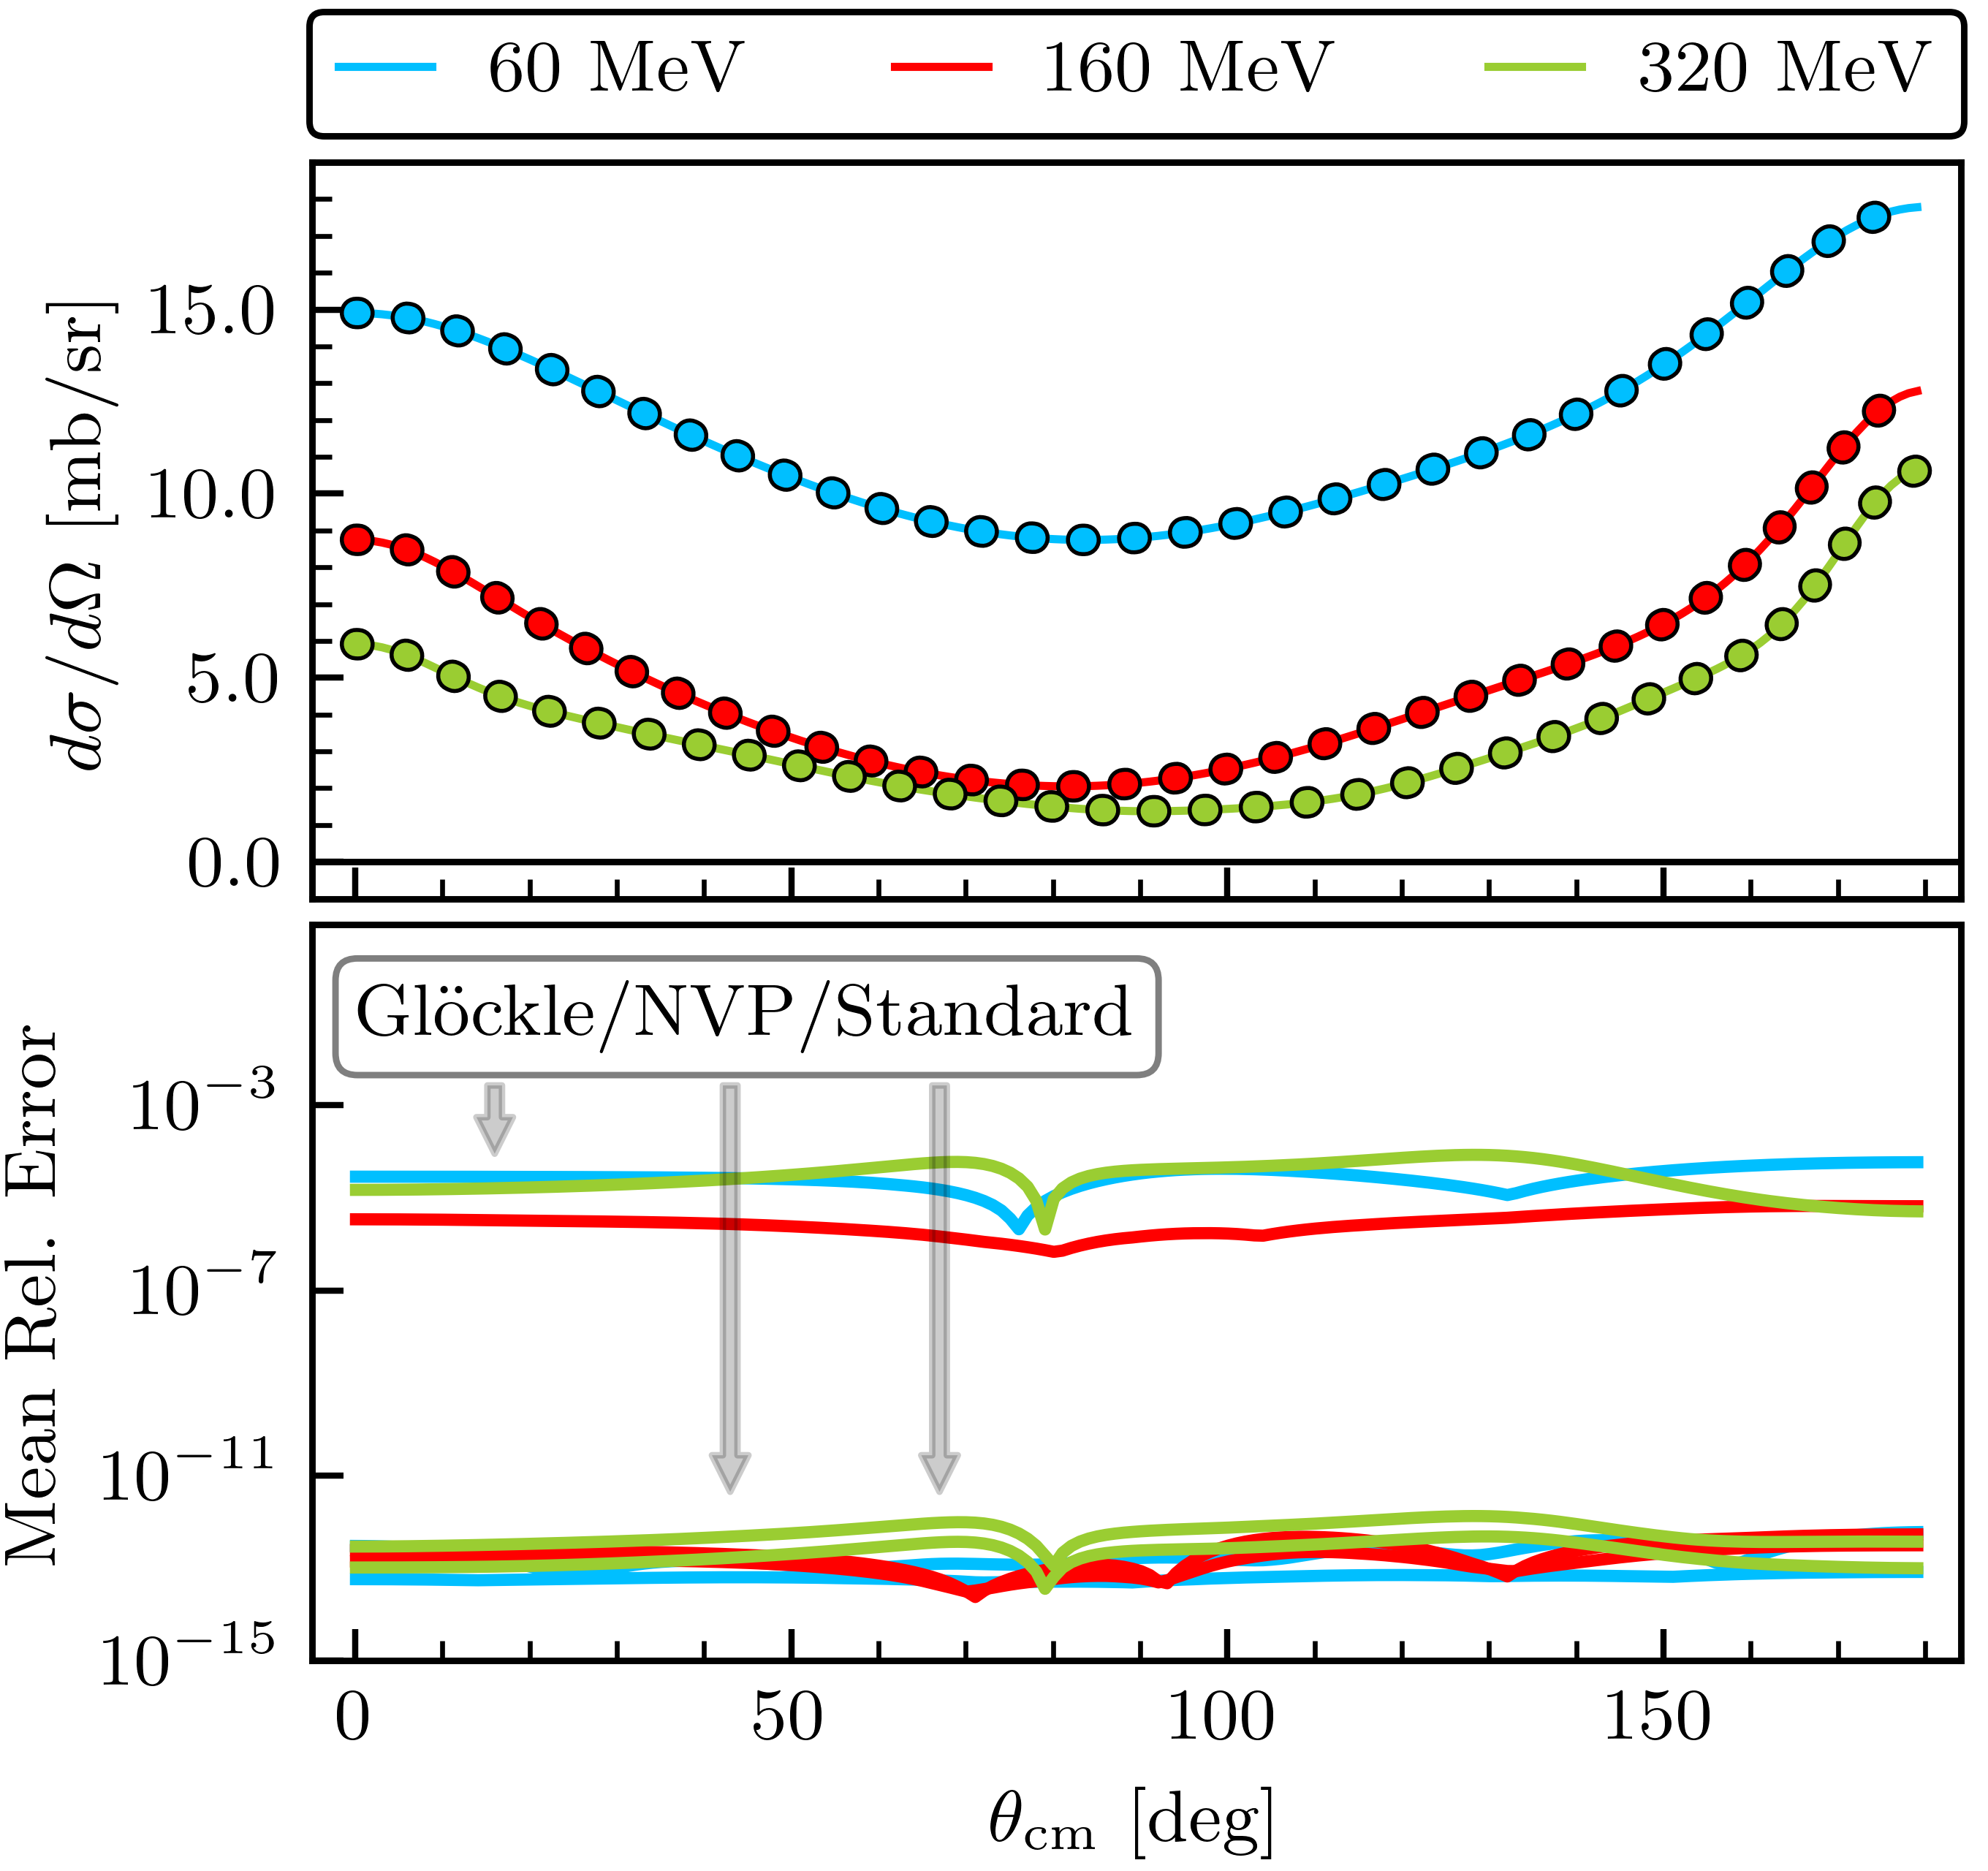 60 MeV 160 MeV 320 MeV
dσ/dΩ [mb/sr]
15.0
10.0
5.0
0.0
Mean Rel. Error
Glöckle/NVP/Standard
10⁻³
10⁻⁷
10⁻¹¹
10⁻¹⁵
0 50 100 150
θcm [deg]